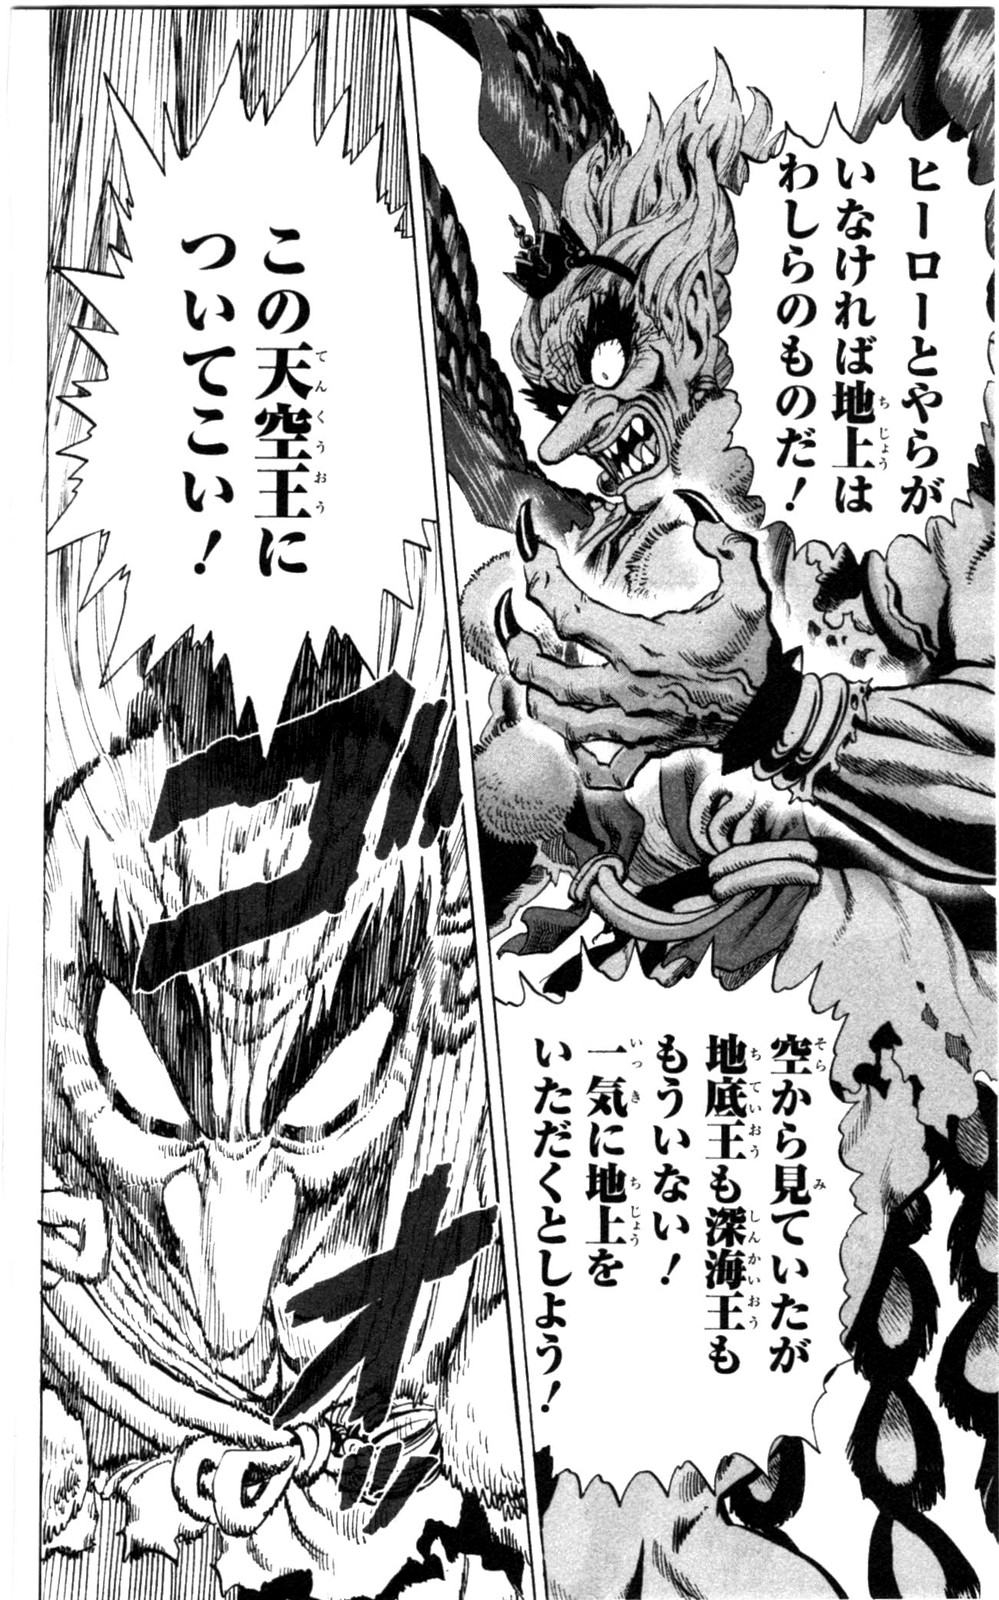 ヒーローとやらが
いなければ地上は
わしらのものだ!
空から見ていたが
地底王も深海王も
もういない!
一気に地上を
いただくとしよう!
この天空王に
ついてこい!
ゴオッ